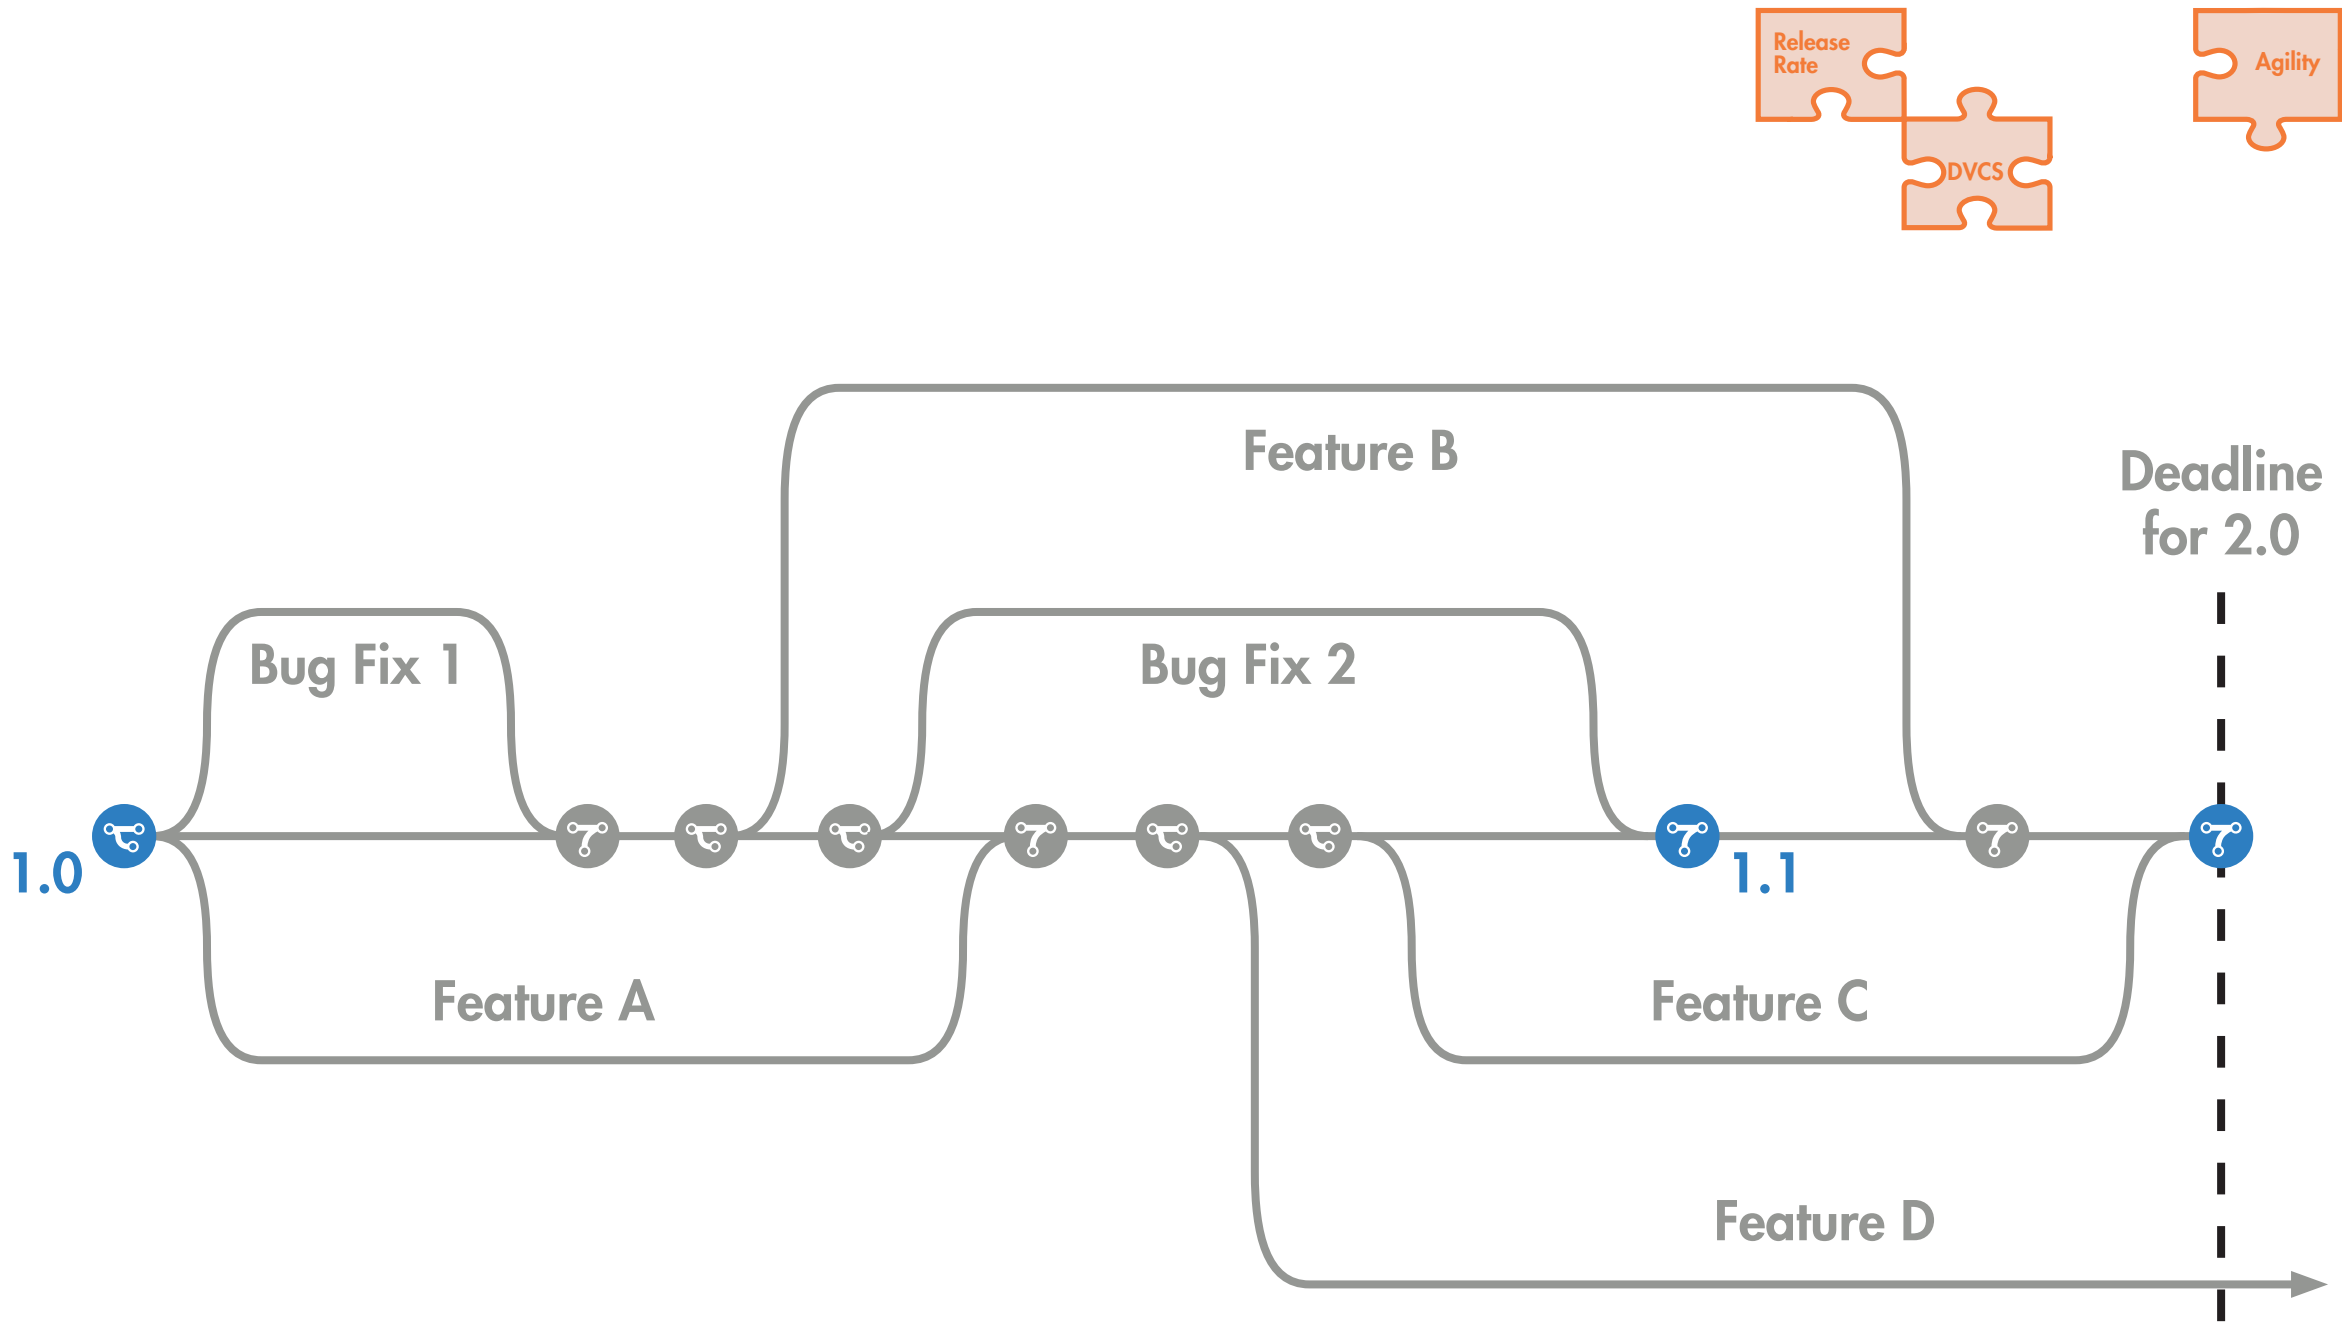 Release
Rate
Agility
DVCS
Feature B
Deadline
for 2.0
Bug Fix 1
Bug Fix 2
1.0
1.1
Feature A
Feature C
Feature D